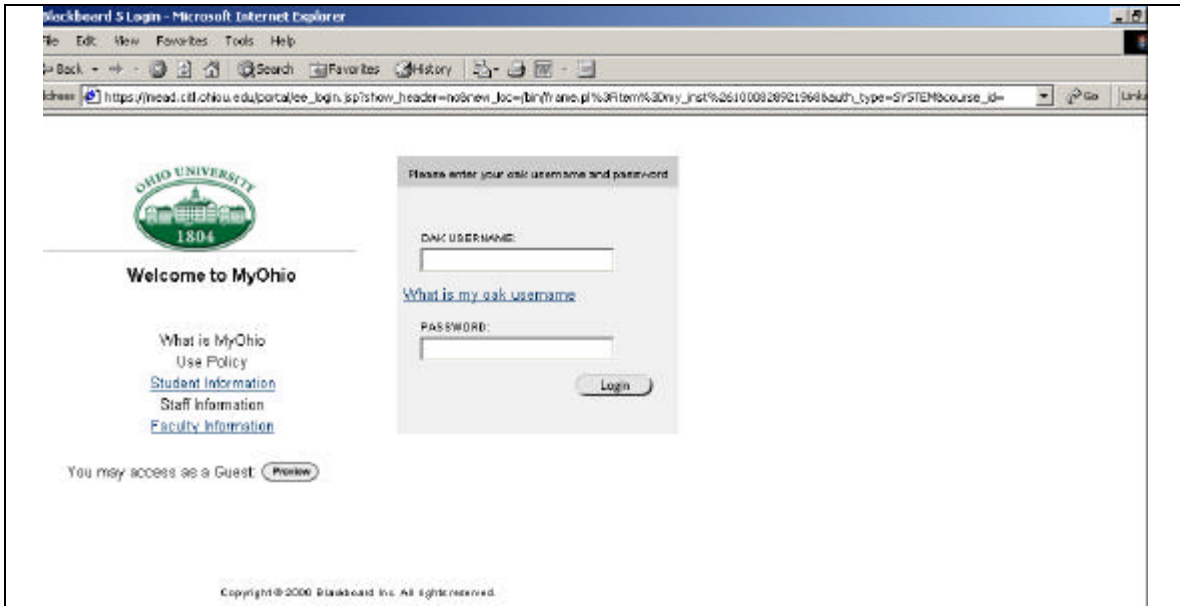 Blackboard 5 Login - Microsoft Internet Explorer
File Edit View Favorites Tools Help
Back Search Favorites History
Address https://mead.citl.ohiou.edu/portal/ee_login.jsp?show_header=no&new_loc=/bin/frame.pl%3Fitem%3Dmy_inst%261000828921968&auth_type=SYSTEM&course_id= Go Links
OHIO UNIVERSITY
1804
Welcome to MyOhio
What is MyOhio
Use Policy
Student Information
Staff Information
Faculty Information
You may access as a Guest: Preview
Please enter your oak username and password
OAK USERNAME:
What is my oak username
PASSWORD:
Login
Copyright © 2000 Blackboard Inc. All rights reserved.